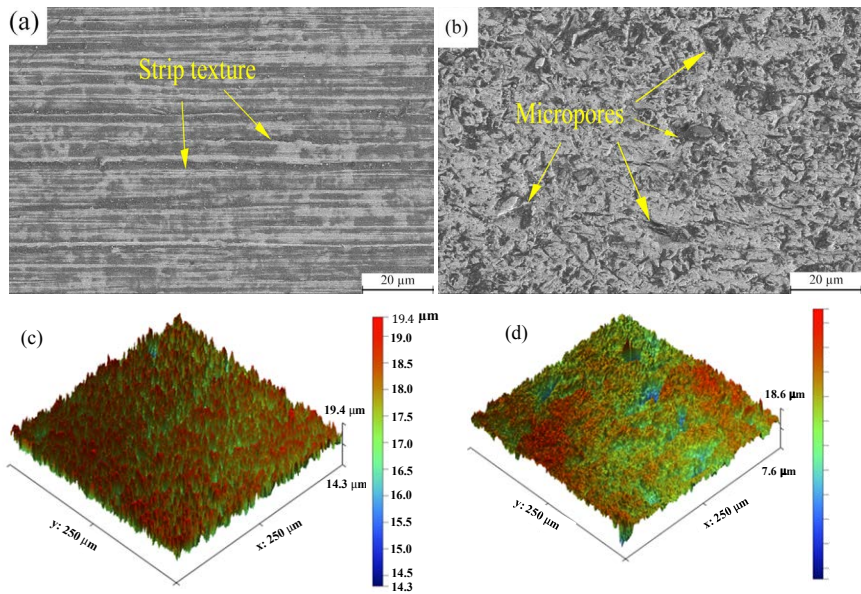 (a)
Strip texture
20 µm
(b)
Micropores
20 µm
(c)
19.4 µm
14.3 µm
y: 250 µm
x: 250 µm
19.4 µm
19.0
18.5
18.0
17.5
17.0
16.5
16.0
15.5
15.0
14.5
14.3
(d)
18.6 µm
7.6 µm
y: 250 µm
x: 250 µm